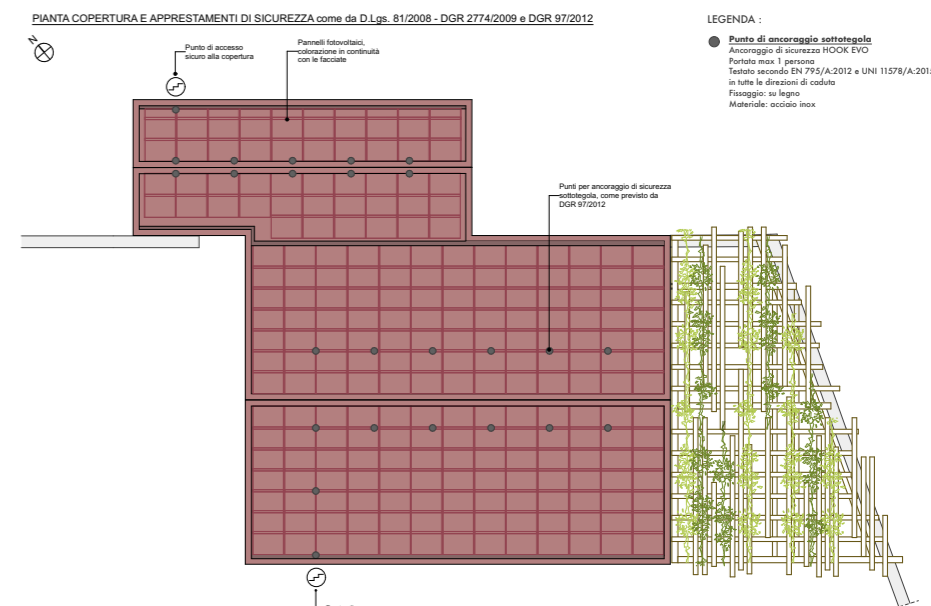 PIANTA COPERTURA E APPRESTAMENTI DI SICUREZZA come da D.Lgs. 81/2008 - DGR 2774/2009 e DGR 97/2012
N
Punto di accesso
sicuro alla copertura
Pannelli fotovoltaici,
colorazione in continuità
con le facciate
LEGENDA :
Punto di ancoraggio sottotegola
Ancoraggio di sicurezza HOOK EVO
Portata max 1 persona
Testato secondo EN 795/A:2012 e UNI 11578/A:201
in tutte le direzioni di caduta
Fissaggio: su legno
Materiale: acciaio inox
Punti per ancoraggio di sicurezza
sottotegola, come previsto da
DGR 97/2012